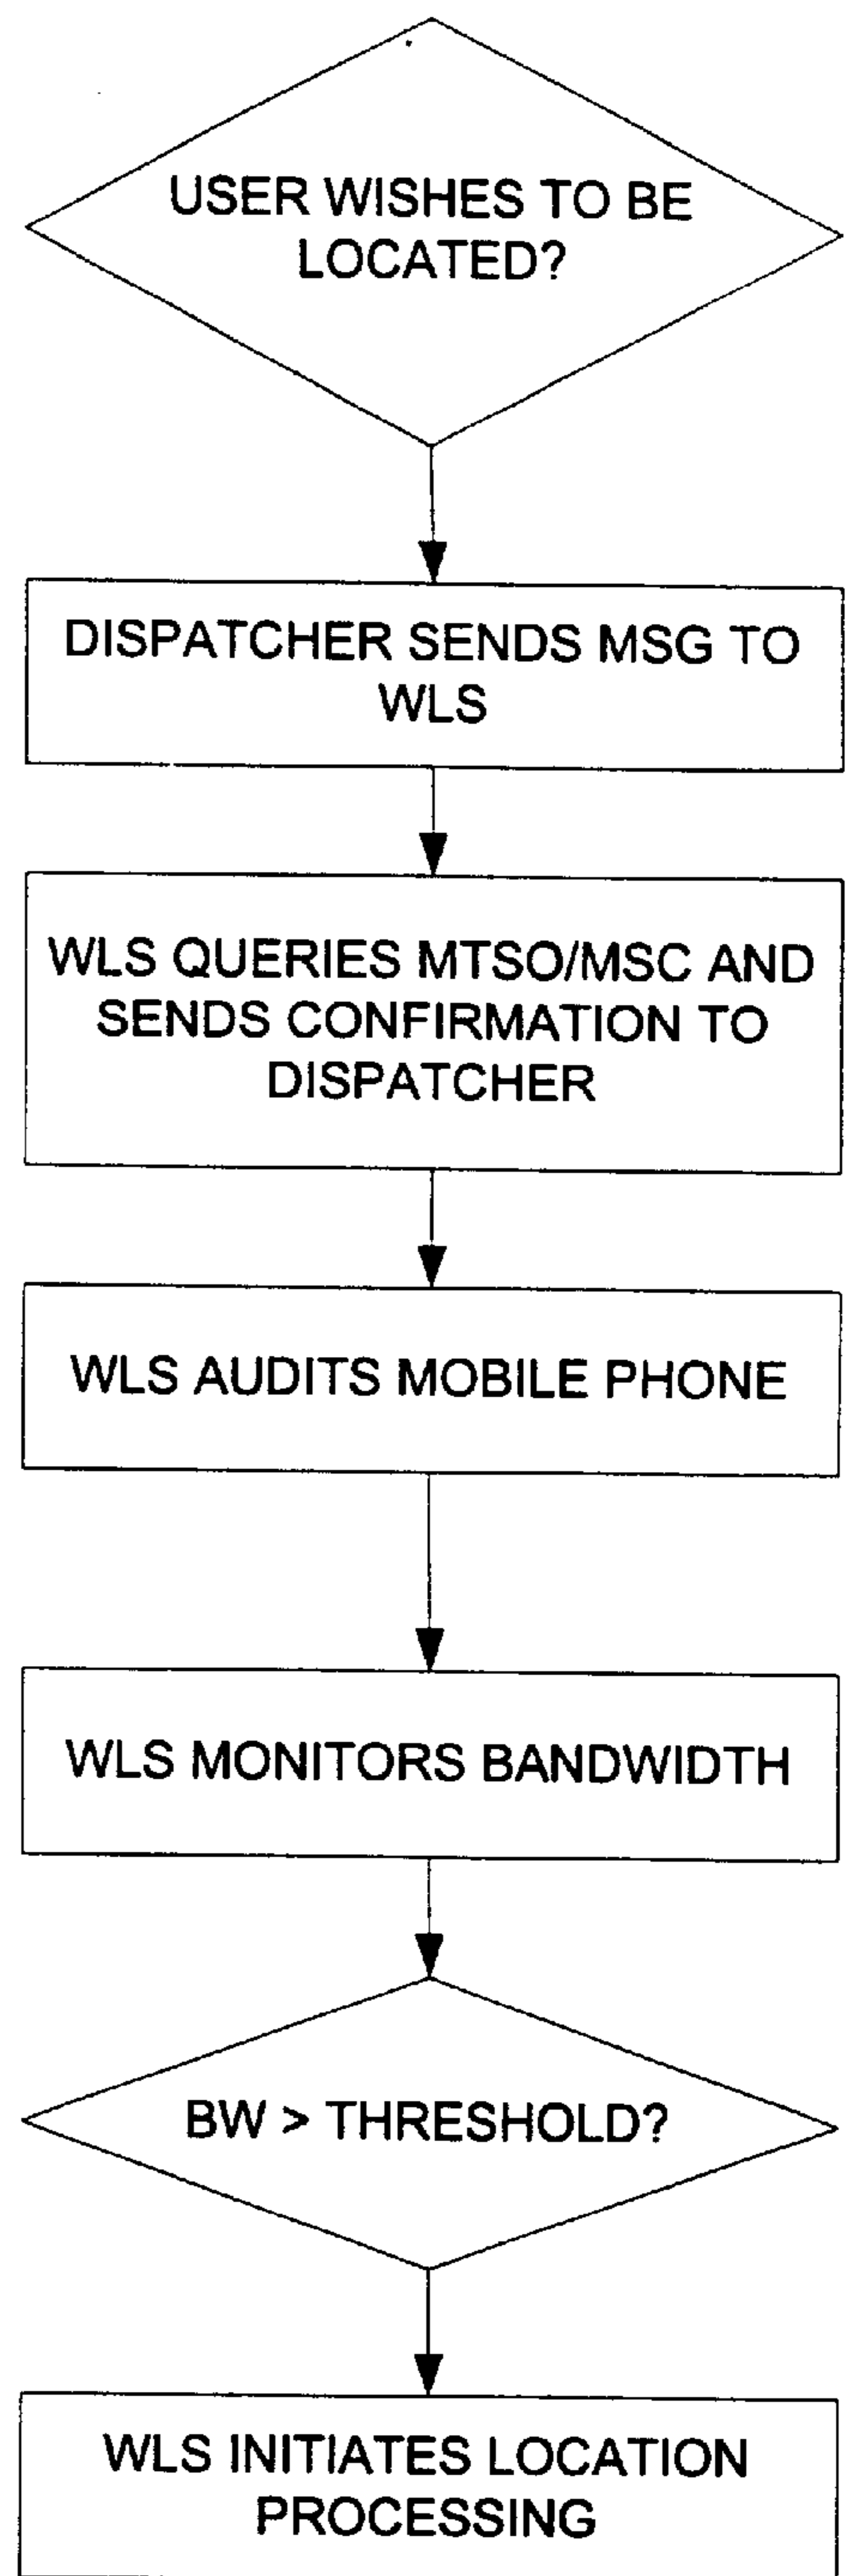 USER WISHES TO BE
LOCATED?
DISPATCHER SENDS MSG TO
WLS
WLS QUERIES MTSO/MSC AND
SENDS CONFIRMATION TO
DISPATCHER
WLS AUDITS MOBILE PHONE
WLS MONITORS BANDWIDTH
BW > THRESHOLD?
WLS INITIATES LOCATION
PROCESSING